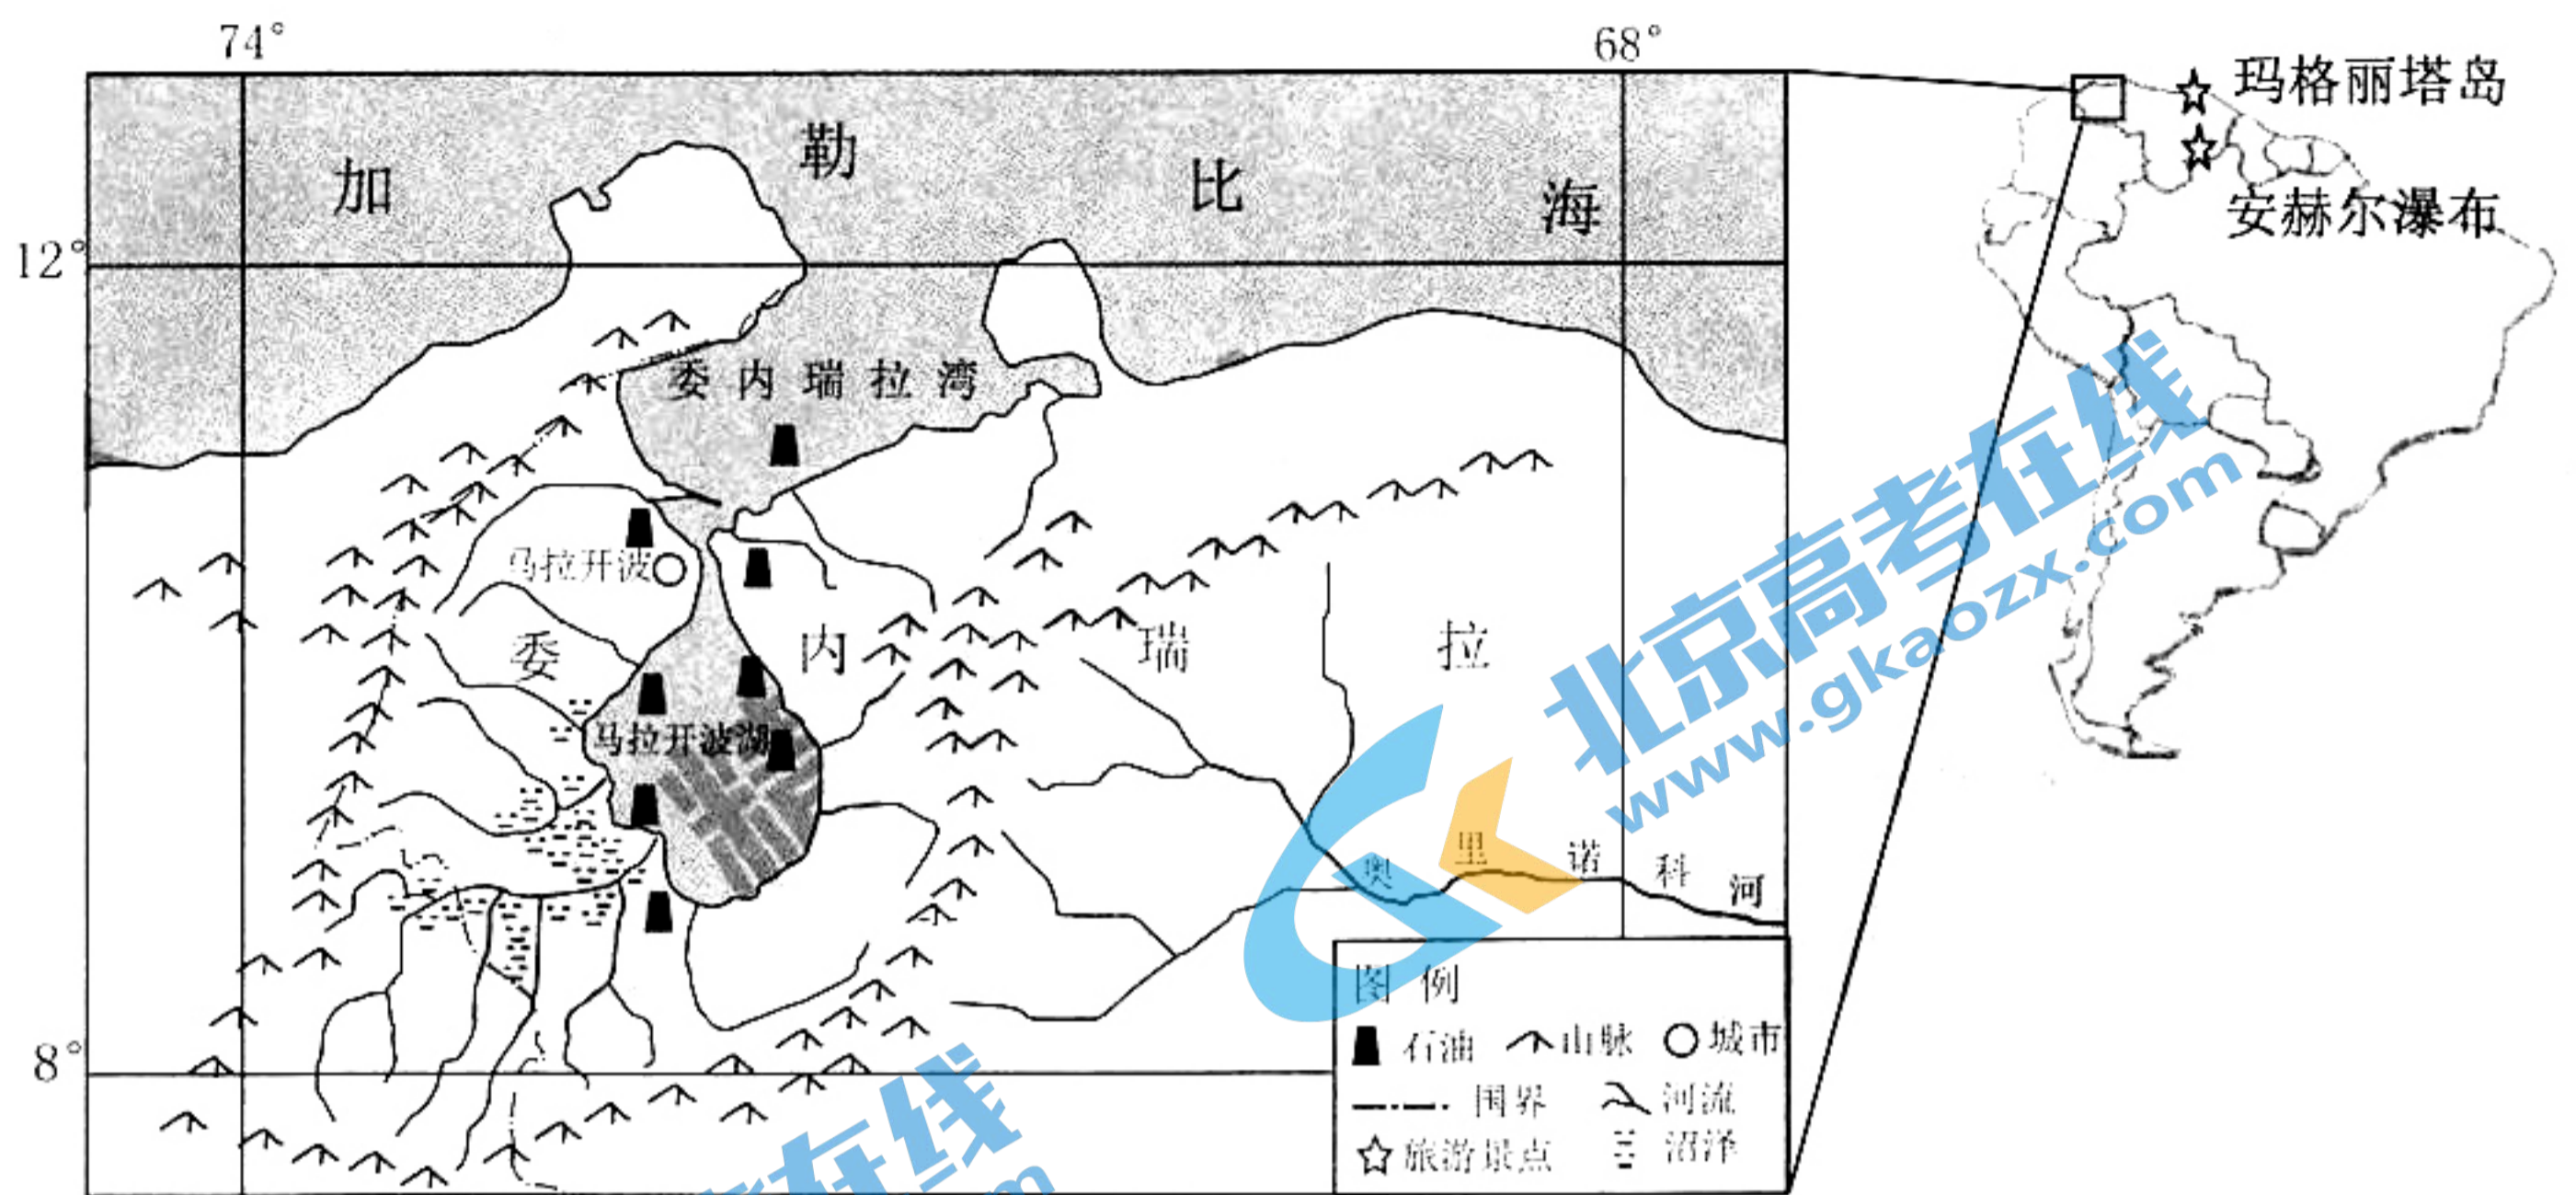 74°
68°
玛格丽塔岛
安赫尔瀑布
加勒比海
12°
委内瑞拉湾
马拉开波
委内瑞拉
马拉开波湖
奥里诺科河
8°
图例
石油 山脉 城市
国界 河流
旅游景点 沼泽
北京高考在线
www.gkaozx.com
在线
m